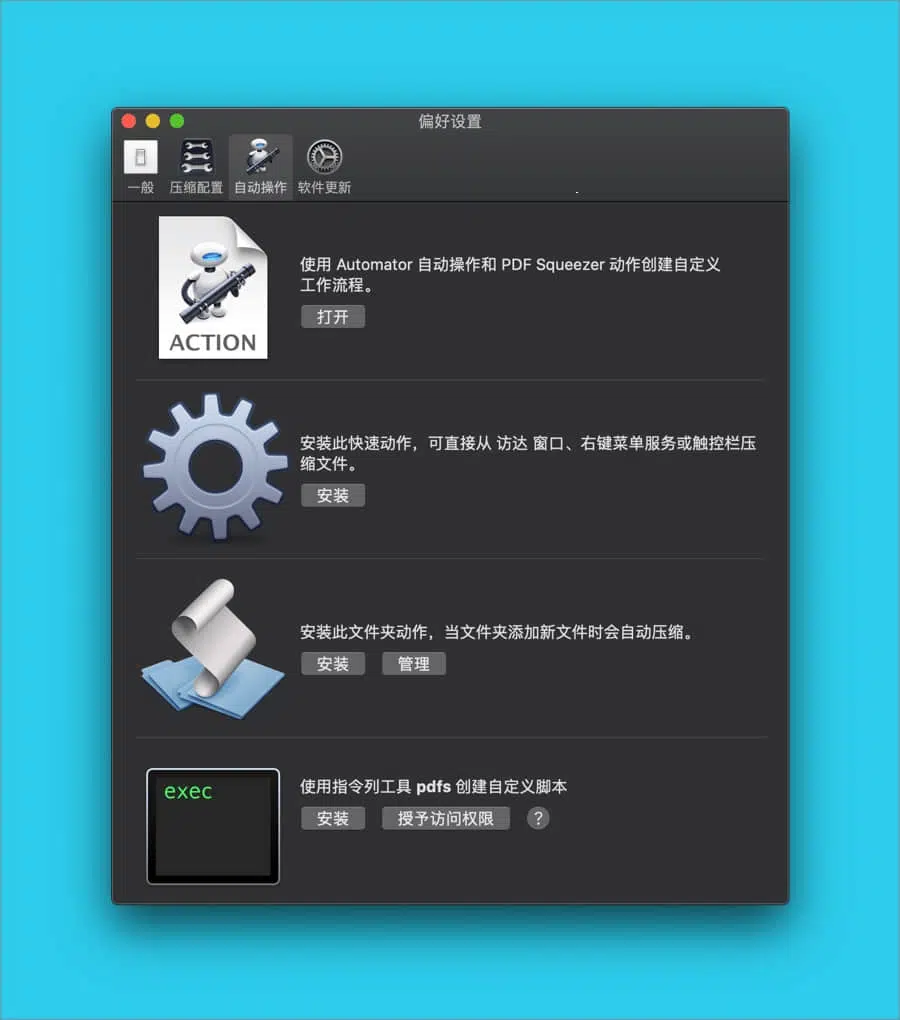 偏好设置
一般 压缩配置 自动操作 软件更新
使用 Automator 自动操作和 PDF Squeezer 动作创建自定义
工作流程。
打开
ACTION
安装此快速动作，可直接从 访达 窗口、右键菜单服务或触控栏压
缩文件。
安装
安装此文件夹动作，当文件夹添加新文件时会自动压缩。
安装 管理
使用指令列工具 pdfs 创建自定义脚本
exec
安装 授予访问权限 ?